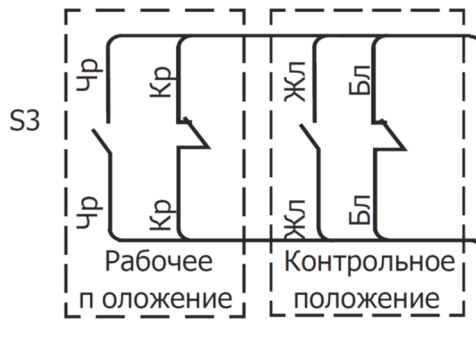 Чр Кр Жл Бл
S3
Чр Кр Жл Бл
Рабочее Контрольное
п оложение положение